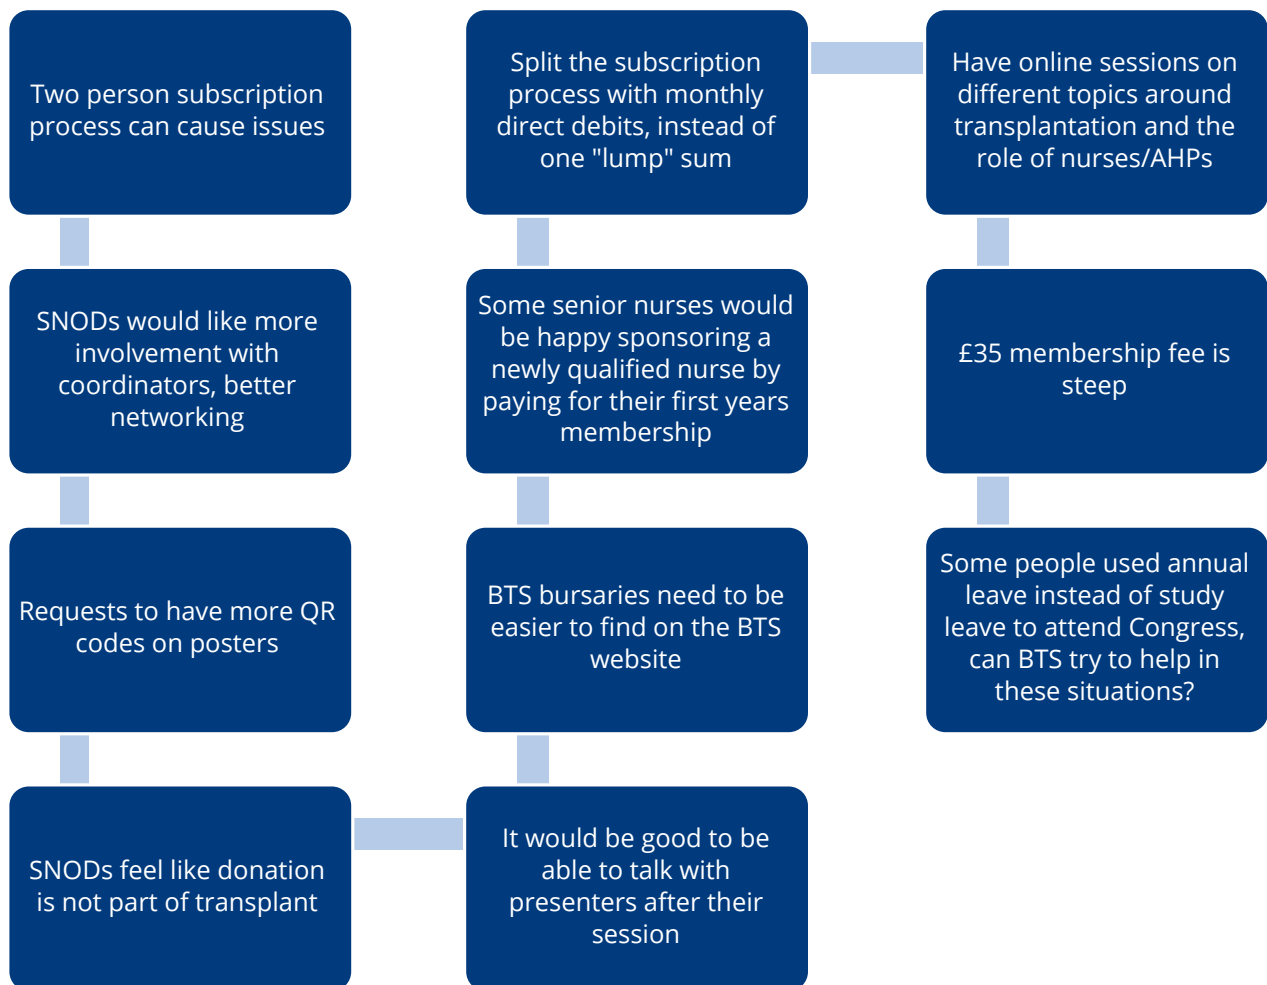 Two person subscription
process can cause issues
SNODs would like more
involvement with
coordinators, better
networking
Requests to have more QR
codes on posters
SNODs feel like donation
is not part of transplant
It would be good to be
able to talk with
presenters after their
session
BTS bursaries need to be
easier to find on the BTS
website
Some senior nurses would
be happy sponsoring a
newly qualified nurse by
paying for their first years
membership
Split the subscription
process with monthly
direct debits, instead of
one "lump" sum
Have online sessions on
different topics around
transplantation and the
role of nurses/AHPs
£35 membership fee is
steep
Some people used annual
leave instead of study
leave to attend Congress,
can BTS try to help in
these situations?